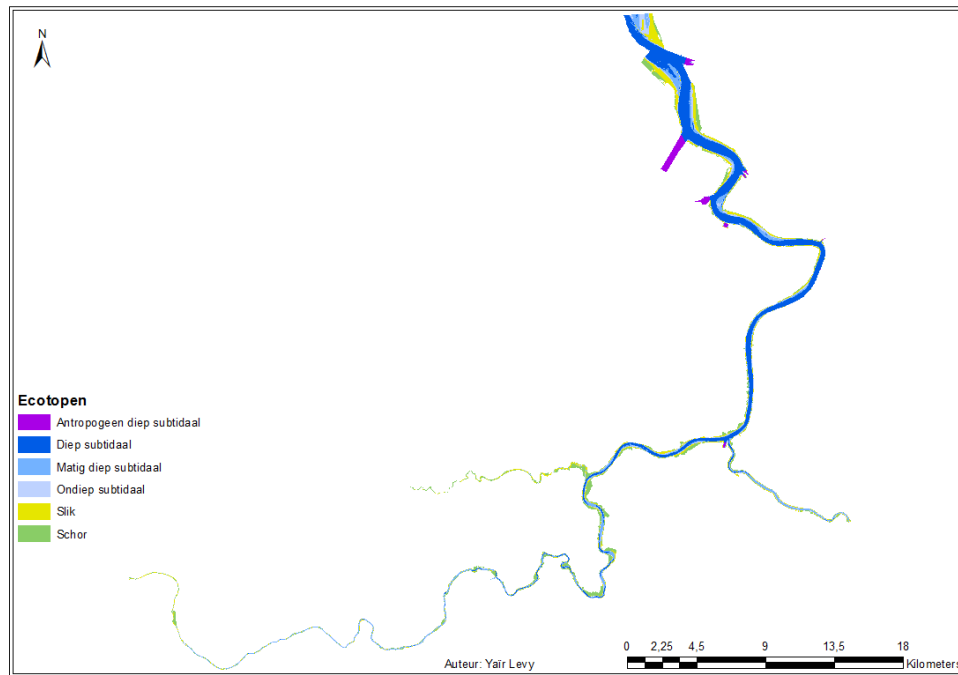 N
Ecotopen
Antropogeen diep subtidaal
Diep subtidaal
Matig diep subtidaal
Ondiep subtidaal
Slik
Schor
Auteur: Yaïr Levy
0 2,25 4,5 9 13,5 18
Kilometers